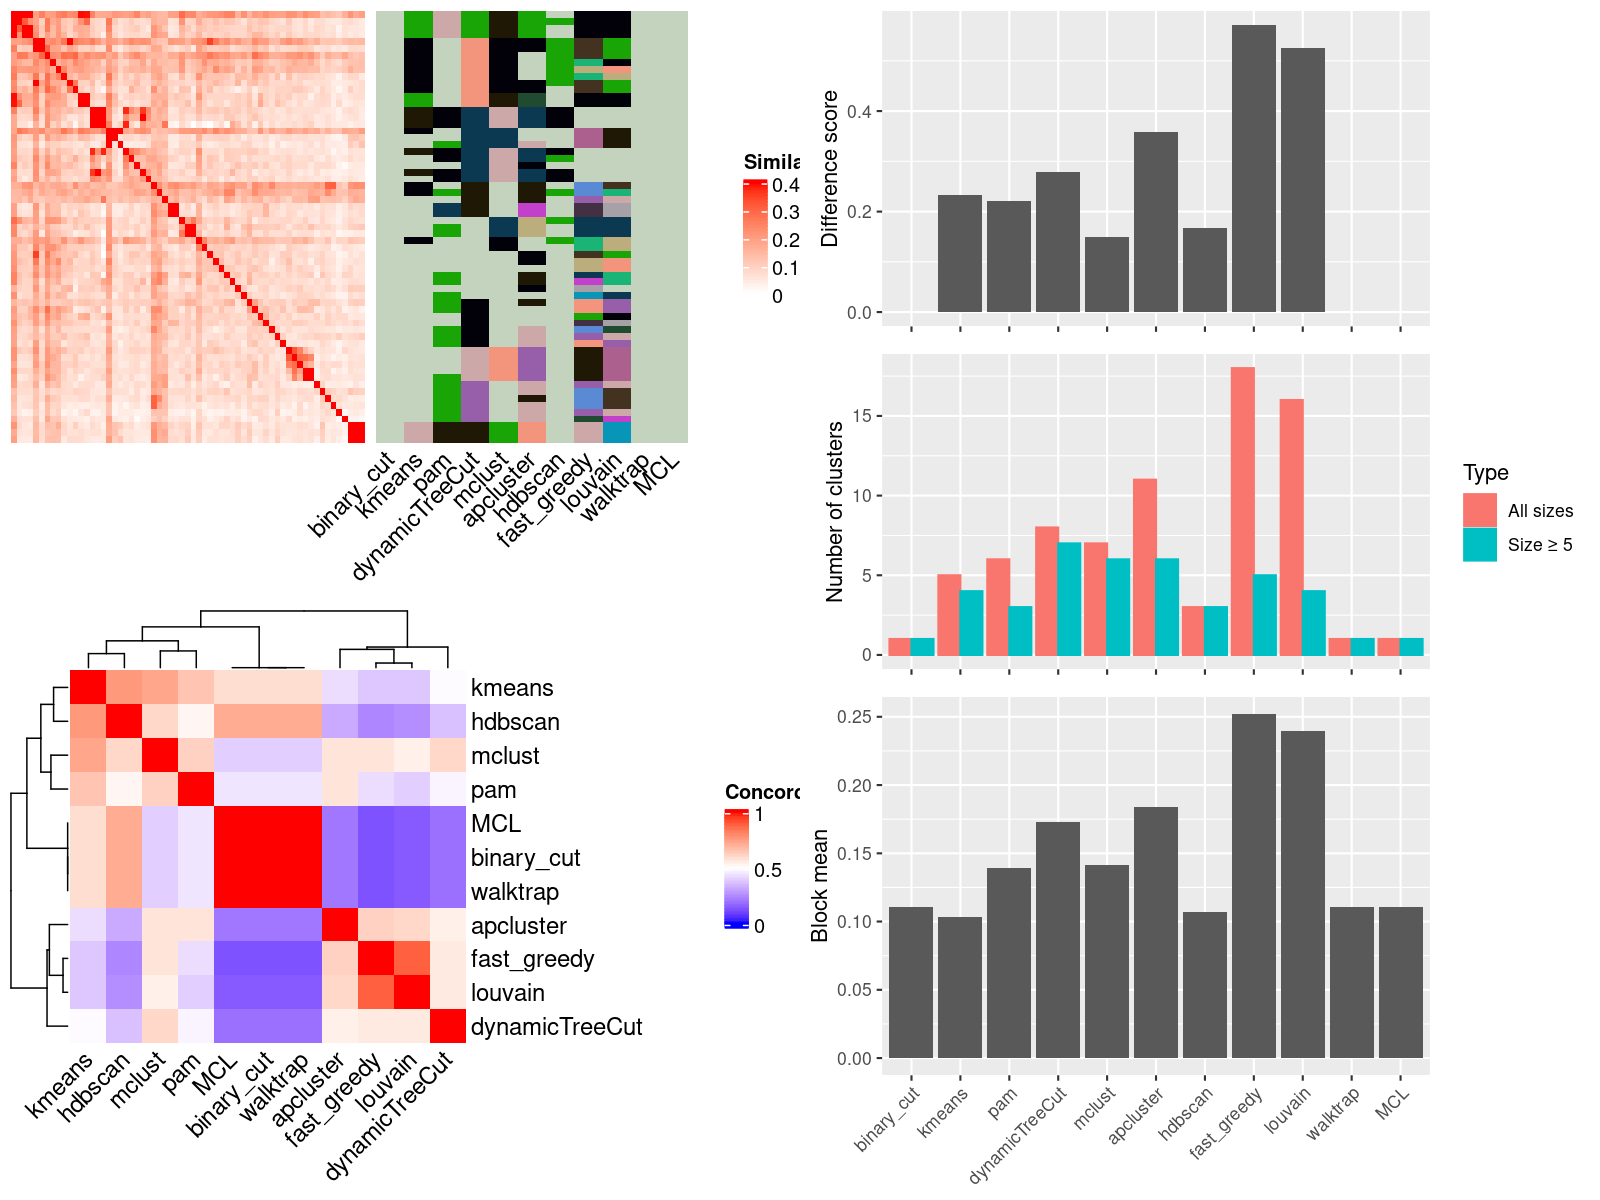 Simila
0.4
0.3
0.2
0.1
0
binary_cut
kmeans
pam
dynamicTreeCut
mclust
apcluster
hdbscan
fast_greedy
louvain
walktrap
MCL
kmeans
hdbscan
mclust
pam
MCL
binary_cut
walktrap
apcluster
fast_greedy
louvain
dynamicTreeCut
kmeans
hdbscan
mclust
pam
MCL
binary_cut
walktrap
apcluster
fast_greedy
louvain
dynamicTreeCut
Concord
1
0.5
0
Difference score
0.4
0.2
0.0
Number of clusters
15
10
5
0
Type
All sizes
Size ≥ 5
Block mean
0.25
0.20
0.15
0.10
0.05
0.00
binary_cut
kmeans
pam
dynamicTreeCut
mclust
apcluster
hdbscan
fast_greedy
louvain
walktrap
MCL